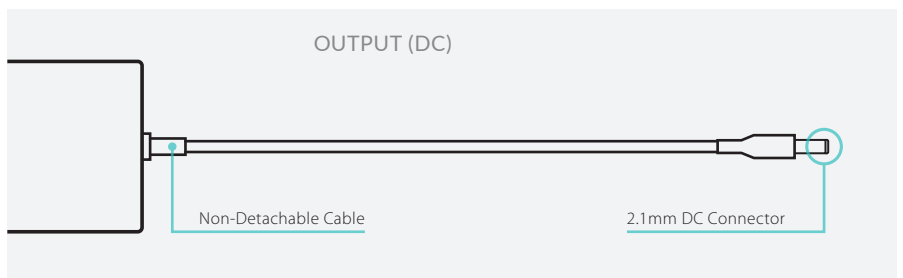 OUTPUT (DC)
Non-Detachable Cable
2.1mm DC Connector